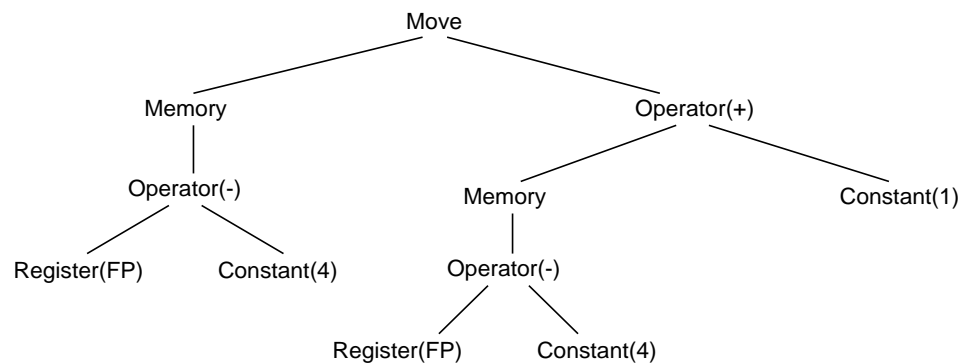 Move
Memory
Operator(+)
Operator(-)
Memory
Constant(1)
Register(FP)
Constant(4)
Operator(-)
Register(FP)
Constant(4)